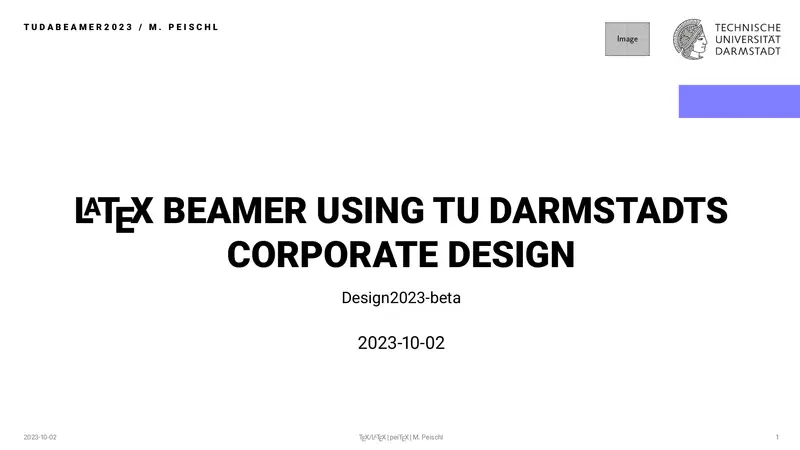 TUDABEAMER2023 / M. PEISCHL
Image
TECHNISCHE
UNIVERSITÄT
DARMSTADT
LATEX BEAMER USING TU DARMSTADTS
CORPORATE DESIGN
Design2023-beta
2023-10-02
2023-10-02
TEX/LATEX | peiTEX | M. Peischl
1